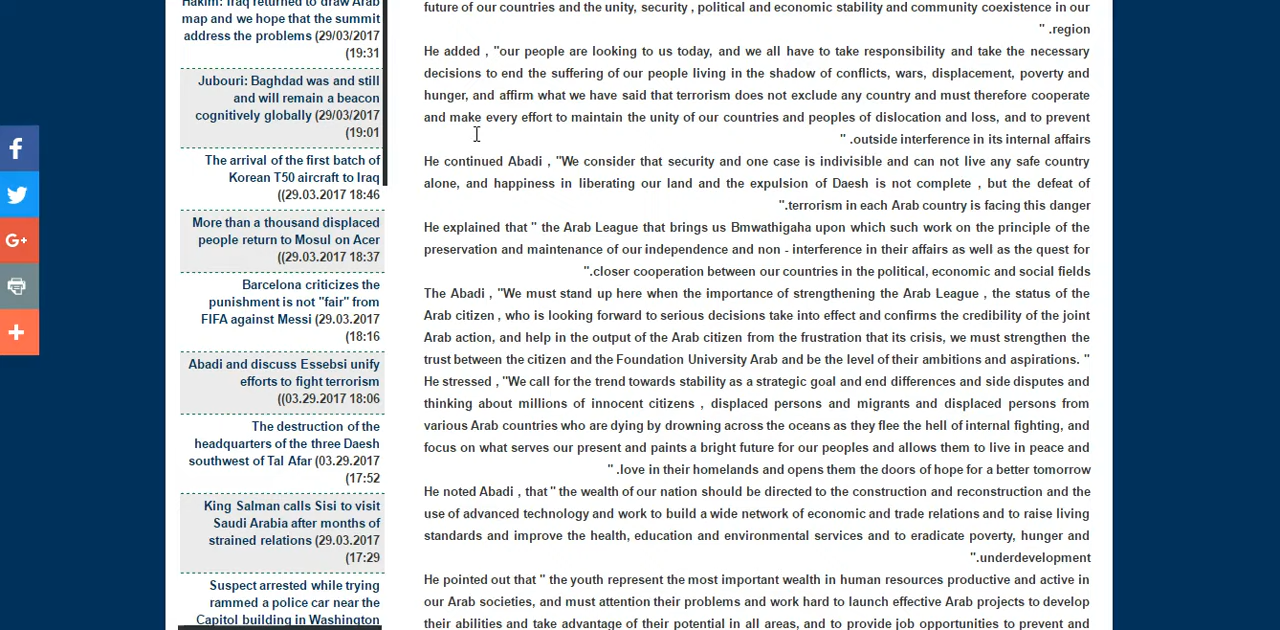 Hakim: Iraq returned to draw Arab
map and we hope that the summit
address the problems (29/03/2017
(19:31
Jubouri: Baghdad was and still
and will remain a beacon
cognitively globally (29/03/2017
(19:01
The arrival of the first batch of
Korean T50 aircraft to Iraq
((29.03.2017 18:46
More than a thousand displaced
people return to Mosul on Acer
((29.03.2017 18:37
Barcelona criticizes the
punishment is not "fair" from
FIFA against Messi (29.03.2017
(18:16
Abadi and discuss Essebsi unify
efforts to fight terrorism
((03.29.2017 18:06
The destruction of the
headquarters of the three Daesh
southwest of Tal Afar (03.29.2017
(17:52
King Salman calls Sisi to visit
Saudi Arabia after months of
strained relations (29.03.2017
(17:29
Suspect arrested while trying
rammed a police car near the
Capitol building in Washington
future of our countries and the unity, security , political and economic stability and community coexistence in our
" .region
He added , "our people are looking to us today, and we all have to take responsibility and take the necessary
decisions to end the suffering of our people living in the shadow of conflicts, wars, displacement, poverty and
hunger, and affirm what we have said that terrorism does not exclude any country and must therefore cooperate
and make every effort to maintain the unity of our countries and peoples of dislocation and loss, and to prevent
" .outside interference in its internal affairs
He continued Abadi , "We consider that security and one case is indivisible and can not live any safe country
alone, and happiness in liberating our land and the expulsion of Daesh is not complete , but the defeat of
".terrorism in each Arab country is facing this danger
He explained that " the Arab League that brings us Bmwathigaha upon which such work on the principle of the
preservation and maintenance of our independence and non - interference in their affairs as well as the quest for
".closer cooperation between our countries in the political, economic and social fields
The Abadi , "We must stand up here when the importance of strengthening the Arab League , the status of the
Arab citizen , who is looking forward to serious decisions take into effect and confirms the credibility of the joint
Arab action, and help in the output of the Arab citizen from the frustration that its crisis, we must strengthen the
trust between the citizen and the Foundation University Arab and be the level of their ambitions and aspirations. "
He stressed , "We call for the trend towards stability as a strategic goal and end differences and side disputes and
thinking about millions of innocent citizens , displaced persons and migrants and displaced persons from
various Arab countries who are dying by drowning across the oceans as they flee the hell of internal fighting, and
focus on what serves our present and paints a bright future for our peoples and allows them to live in peace and
" .love in their homelands and opens them the doors of hope for a better tomorrow
He noted Abadi , that " the wealth of our nation should be directed to the construction and reconstruction and the
use of advanced technology and work to build a wide network of economic and trade relations and to raise living
standards and improve the health, education and environmental services and to eradicate poverty, hunger and
".underdevelopment
He pointed out that " the youth represent the most important wealth in human resources productive and active in
our Arab societies, and must attention their problems and work hard to launch effective Arab projects to develop
their abilities and take advantage of their potential in all areas, and to provide job opportunities to prevent and